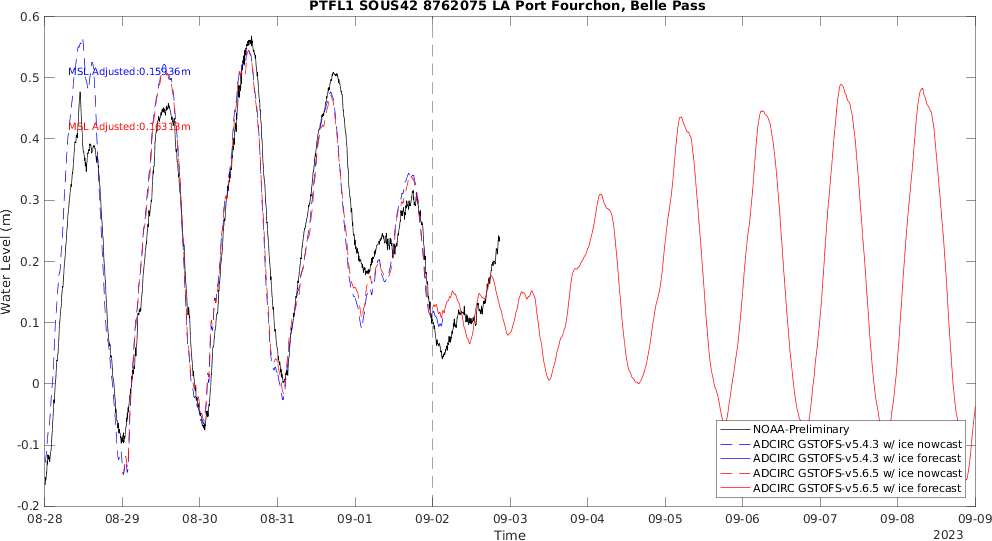 PTFL1 SOUS42 8762075 LA Port Fourchon, Belle Pass
Water Level (m)
0.6
0.5
0.4
0.3
0.2
0.1
0
-0.1
-0.2
MSL Adjusted:0.15936m
MSL Adjusted:0.16313m
NOAA-Preliminary
ADCIRC GSTOFS-v5.4.3 w/ ice nowcast
ADCIRC GSTOFS-v5.4.3 w/ ice forecast
ADCIRC GSTOFS-v5.6.5 w/ ice nowcast
ADCIRC GSTOFS-v5.6.5 w/ ice forecast
08-28 08-29 08-30 08-31 09-01 09-02 09-03 09-04 09-05 09-06 09-07 09-08 09-09
Time
2023